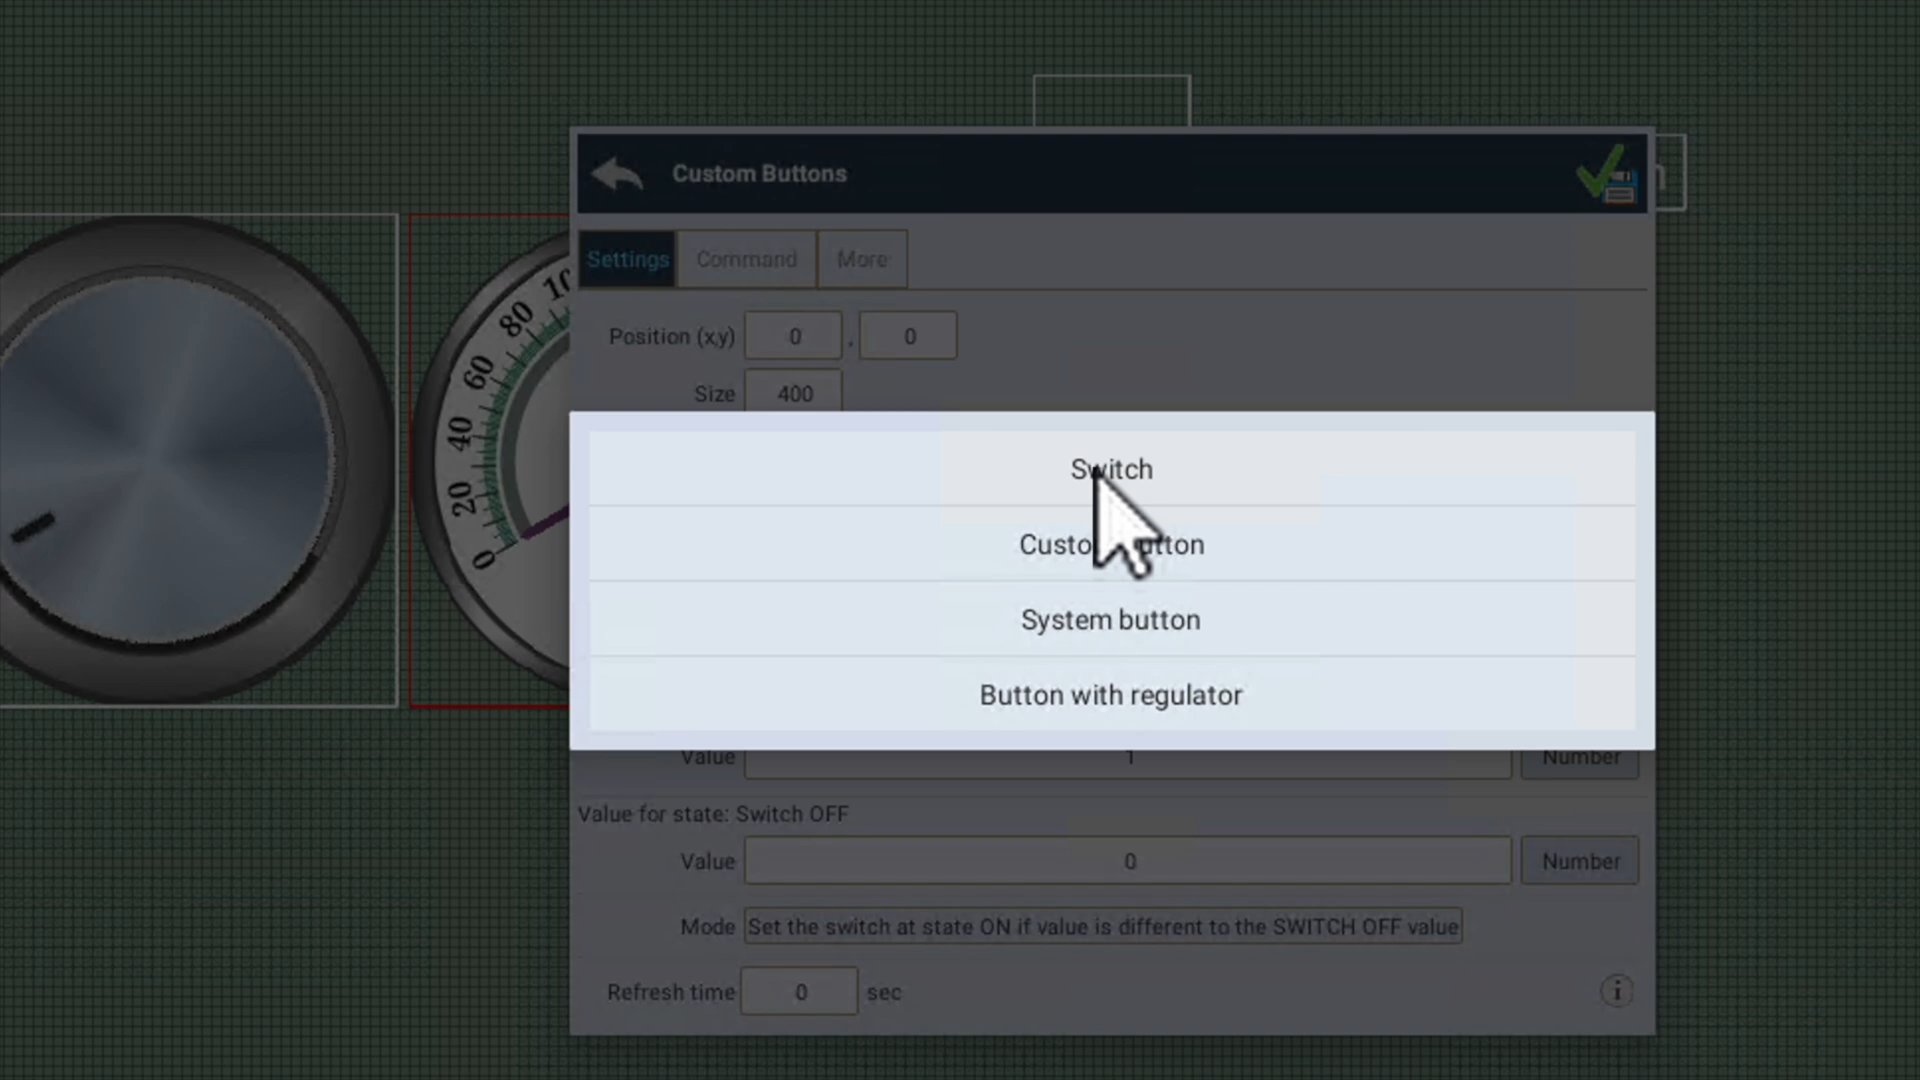 Custom Buttons
Settings Command More
Position (x,y) 0 , 0
Size 400
Switch
System button
Button with regulator
Value 1 Number
Value for state: Switch OFF
Value 0 Number
Mode Set the switch at state ON if value is different to the SWITCH OFF value
Refresh time 0 sec i
0 20 40 60 80